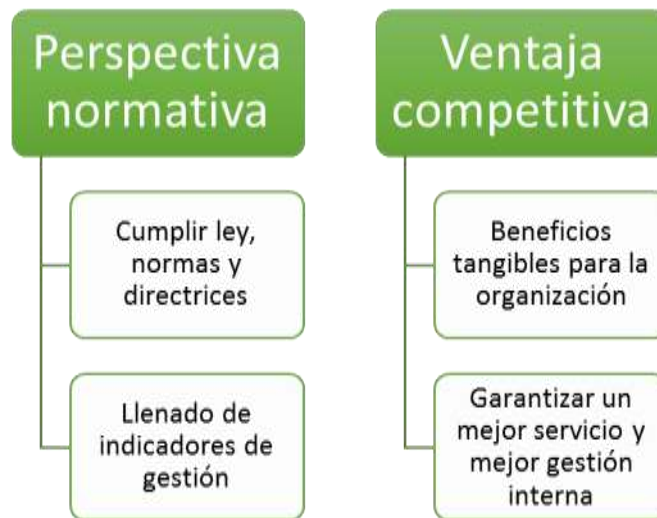 Perspectiva
normativa
Cumplir ley,
normas y
directrices
Llenado de
indicadores de
gestión
Ventaja
competitiva
Beneficios
tangibles para la
organización
Garantizar un
mejor servicio y
mejor gestión
interna